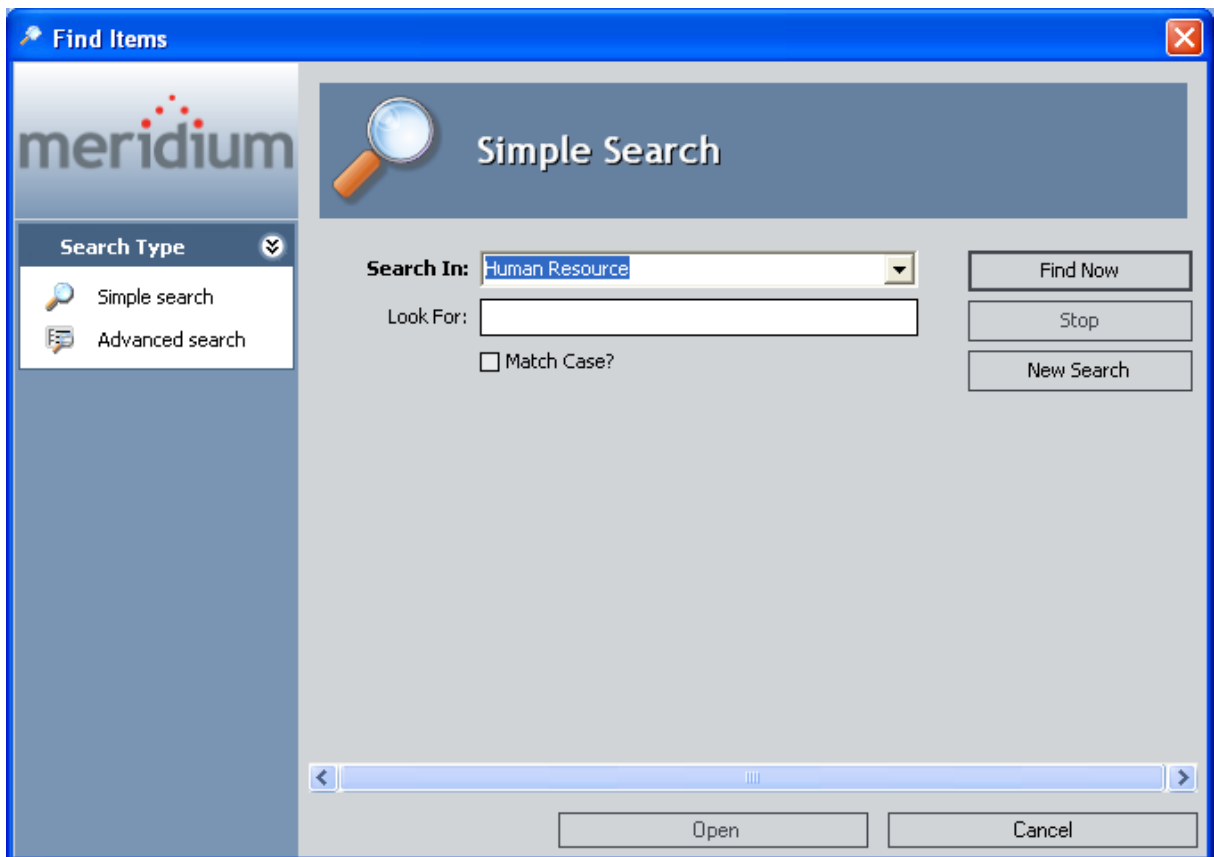 Find Items
meridium
Simple Search
Search Type
Simple search
Advanced search
Search In: Human Resource
Find Now
Look For:
Stop
Match Case?
New Search
Open
Cancel